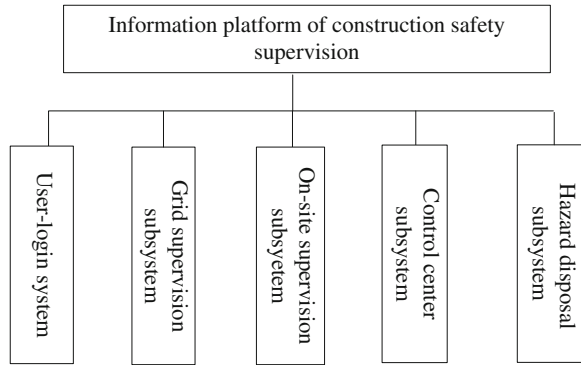 Information platform of construction safety
supervision
User-login system
Grid supervision
subsystem
On-site supervision
subsyetem
Control center
subsystem
Hazard disposal
subsystem